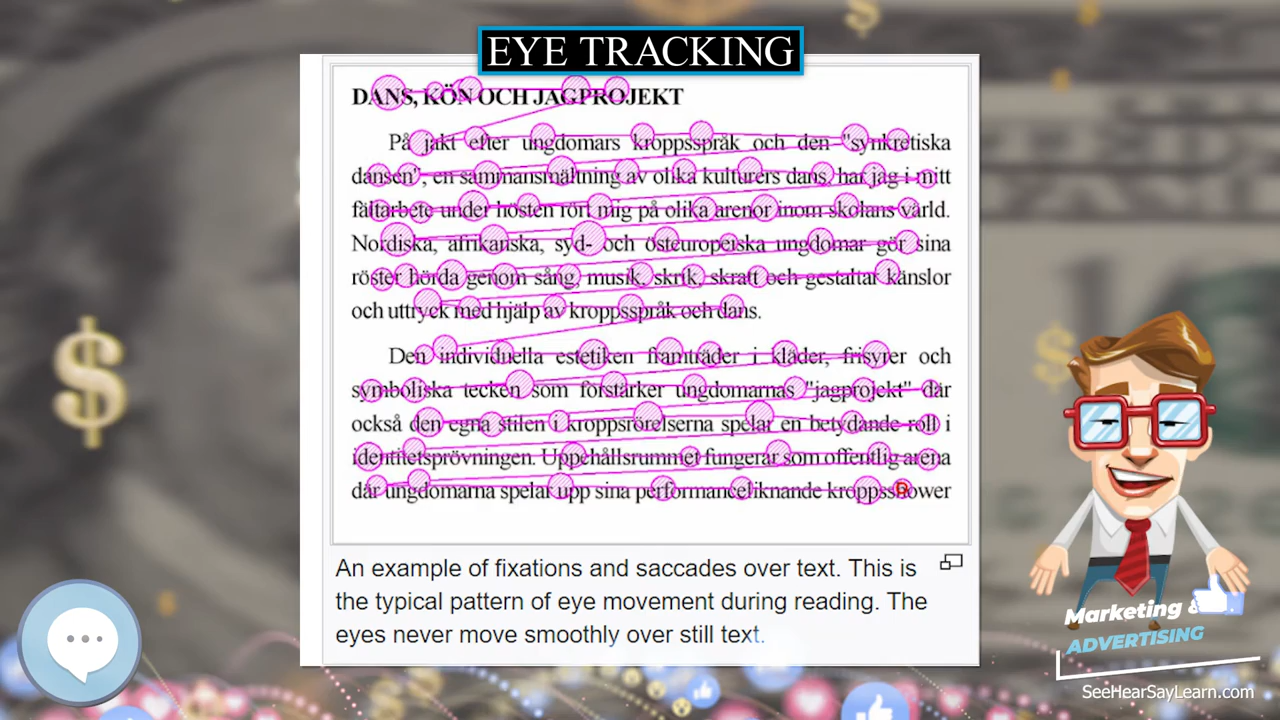 EYE TRACKING
DANS, KÖN OCH JAGPROJEKT
På jakt efter ungdomars kroppsspråk och den "synkretiska
dansen", en sammansmältning av olika kulturers dans, har jag i mitt
fältarbete under hösten rört mig på olika arenor inom skolans värld.
Nordiska, afrikanska, syd- och östeuropeiska ungdomar gör sina
röster hörda genom sång, musik, skrik, skratt och gestaltar känslor
och uttryck med hjälp av kroppsspråk och dans.
Den individuella estetiken framträder i kläder, frisyrer och
symboliska tecken som förstärker ungdomarnas "jagprojekt" där
också den egna stilen i kroppsrörelserna spelar en betydande roll i
identitetsprövningen. Uppehållsrummet fungerar som offentlig arena
där ungdomarna spelar upp sina performanceliknande kroppsshower
An example of fixations and saccades over text. This is
the typical pattern of eye movement during reading. The
eyes never move smoothly over still text.
Marketing &
ADVERTISING
SeeHearSayLearn.com